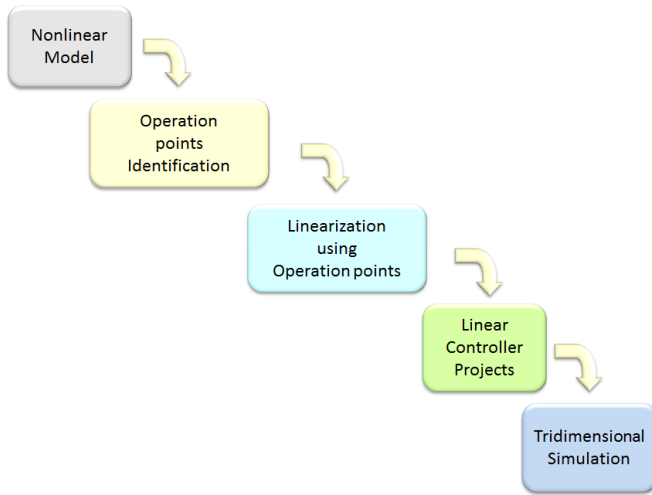 Nonlinear
Model
Operation
points
Identification
Linearization
using
Operation points
Linear
Controller
Projects
Tridimensional
Simulation